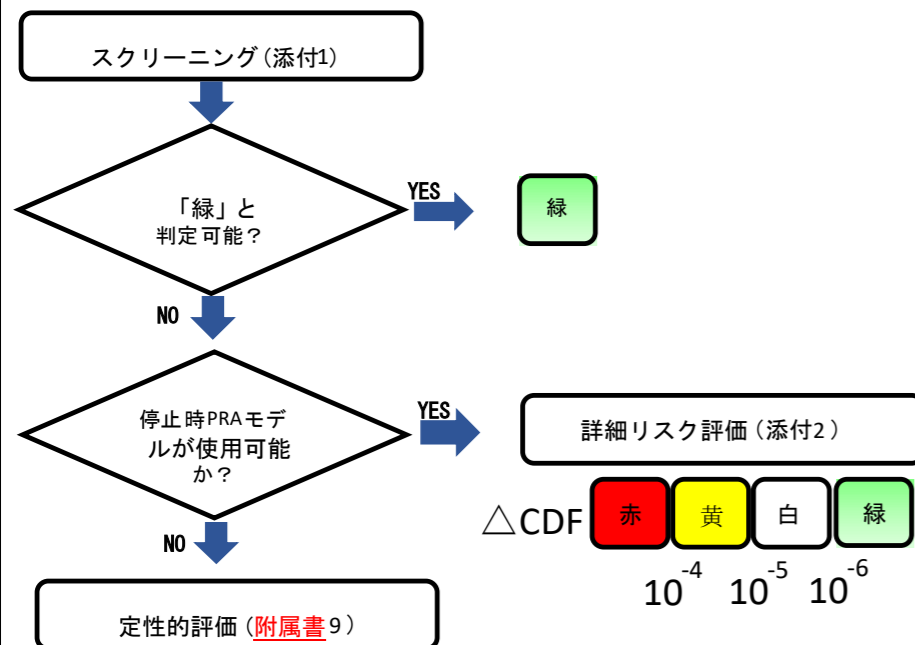 スクリーニング(添付1)
「緑」と
判定可能？
YES
緑
NO
停止時PRAモデ
ルが使用可能
か？
YES
詳細リスク評価(添付2)
△CDF 赤 黄 白 緑
10-4 10-5 10-6
NO
定性的評価(附属書9)